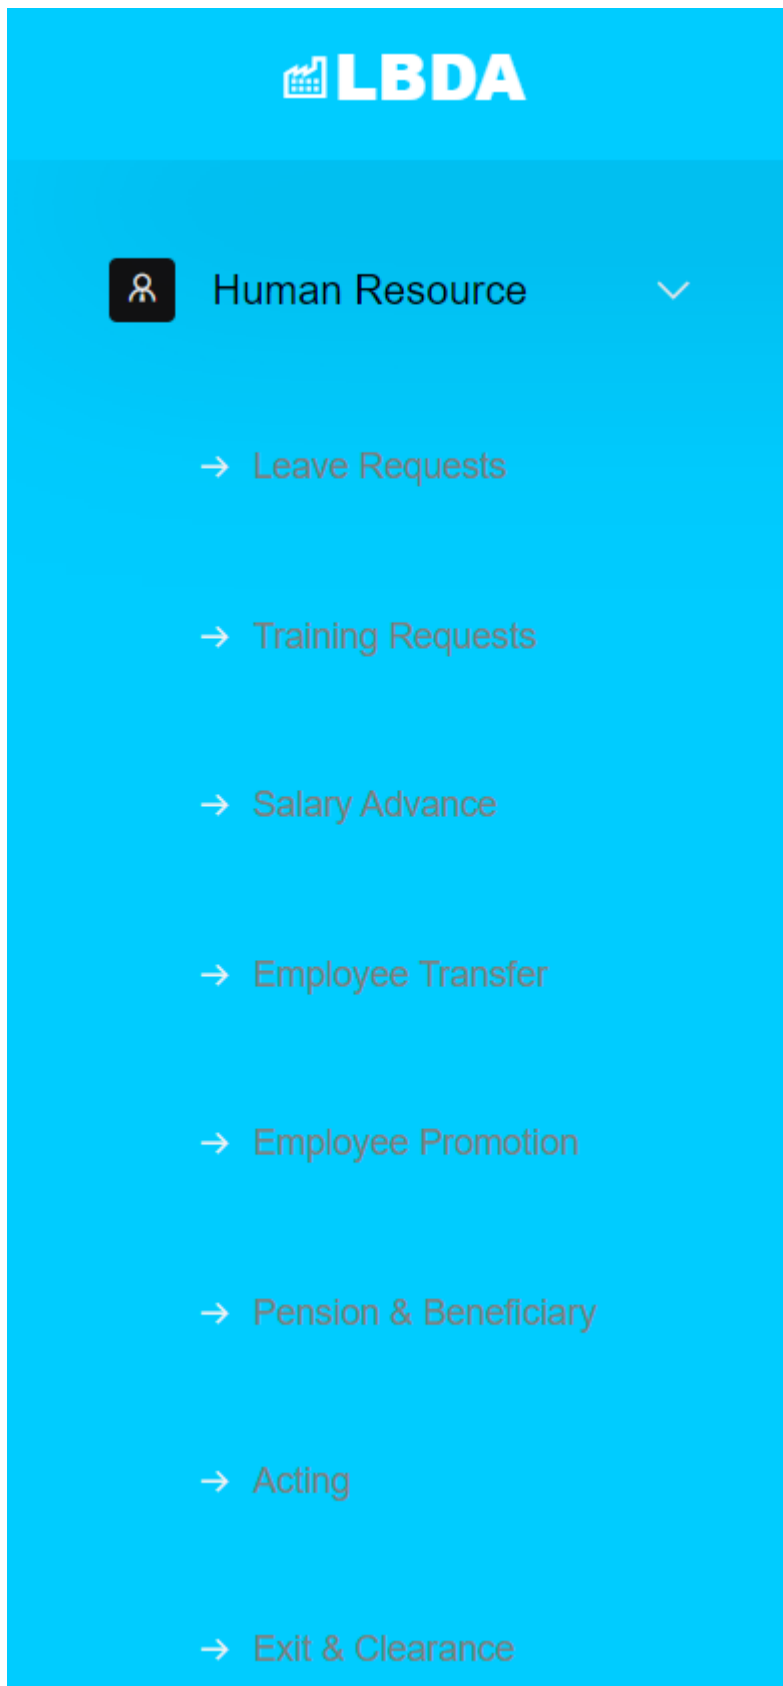 LBDA
Human Resource
Leave Requests
Training Requests
Salary Advance
Employee Transfer
Employee Promotion
Pension & Beneficiary
Acting
Exit & Clearance